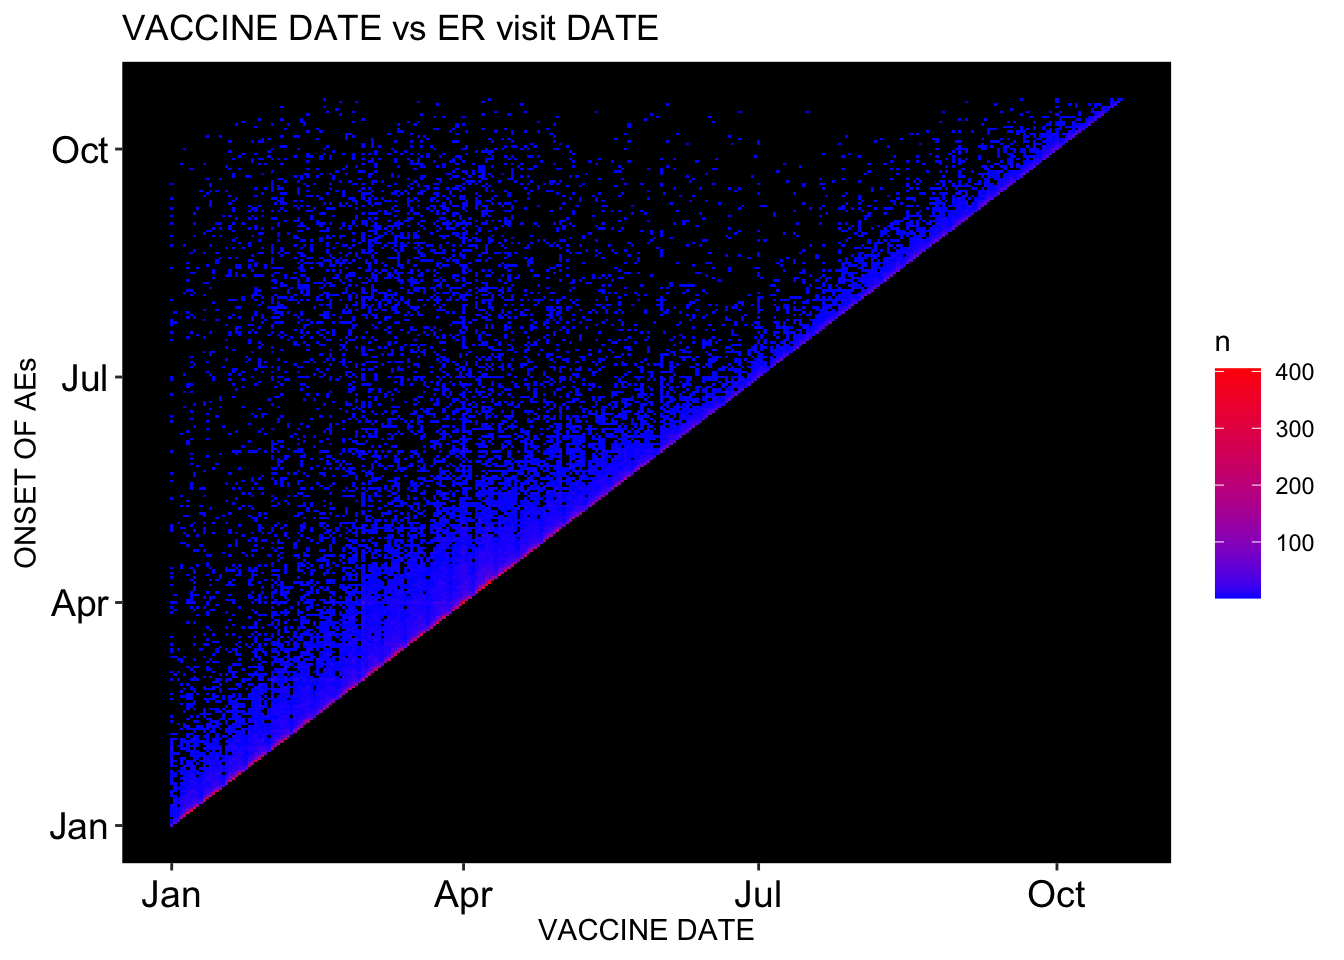 VACCINE DATE vs ER visit DATE
ONSET OF AEs
Oct
Jul
Apr
Jan
Jan Apr Jul Oct
VACCINE DATE
n
400
300
200
100